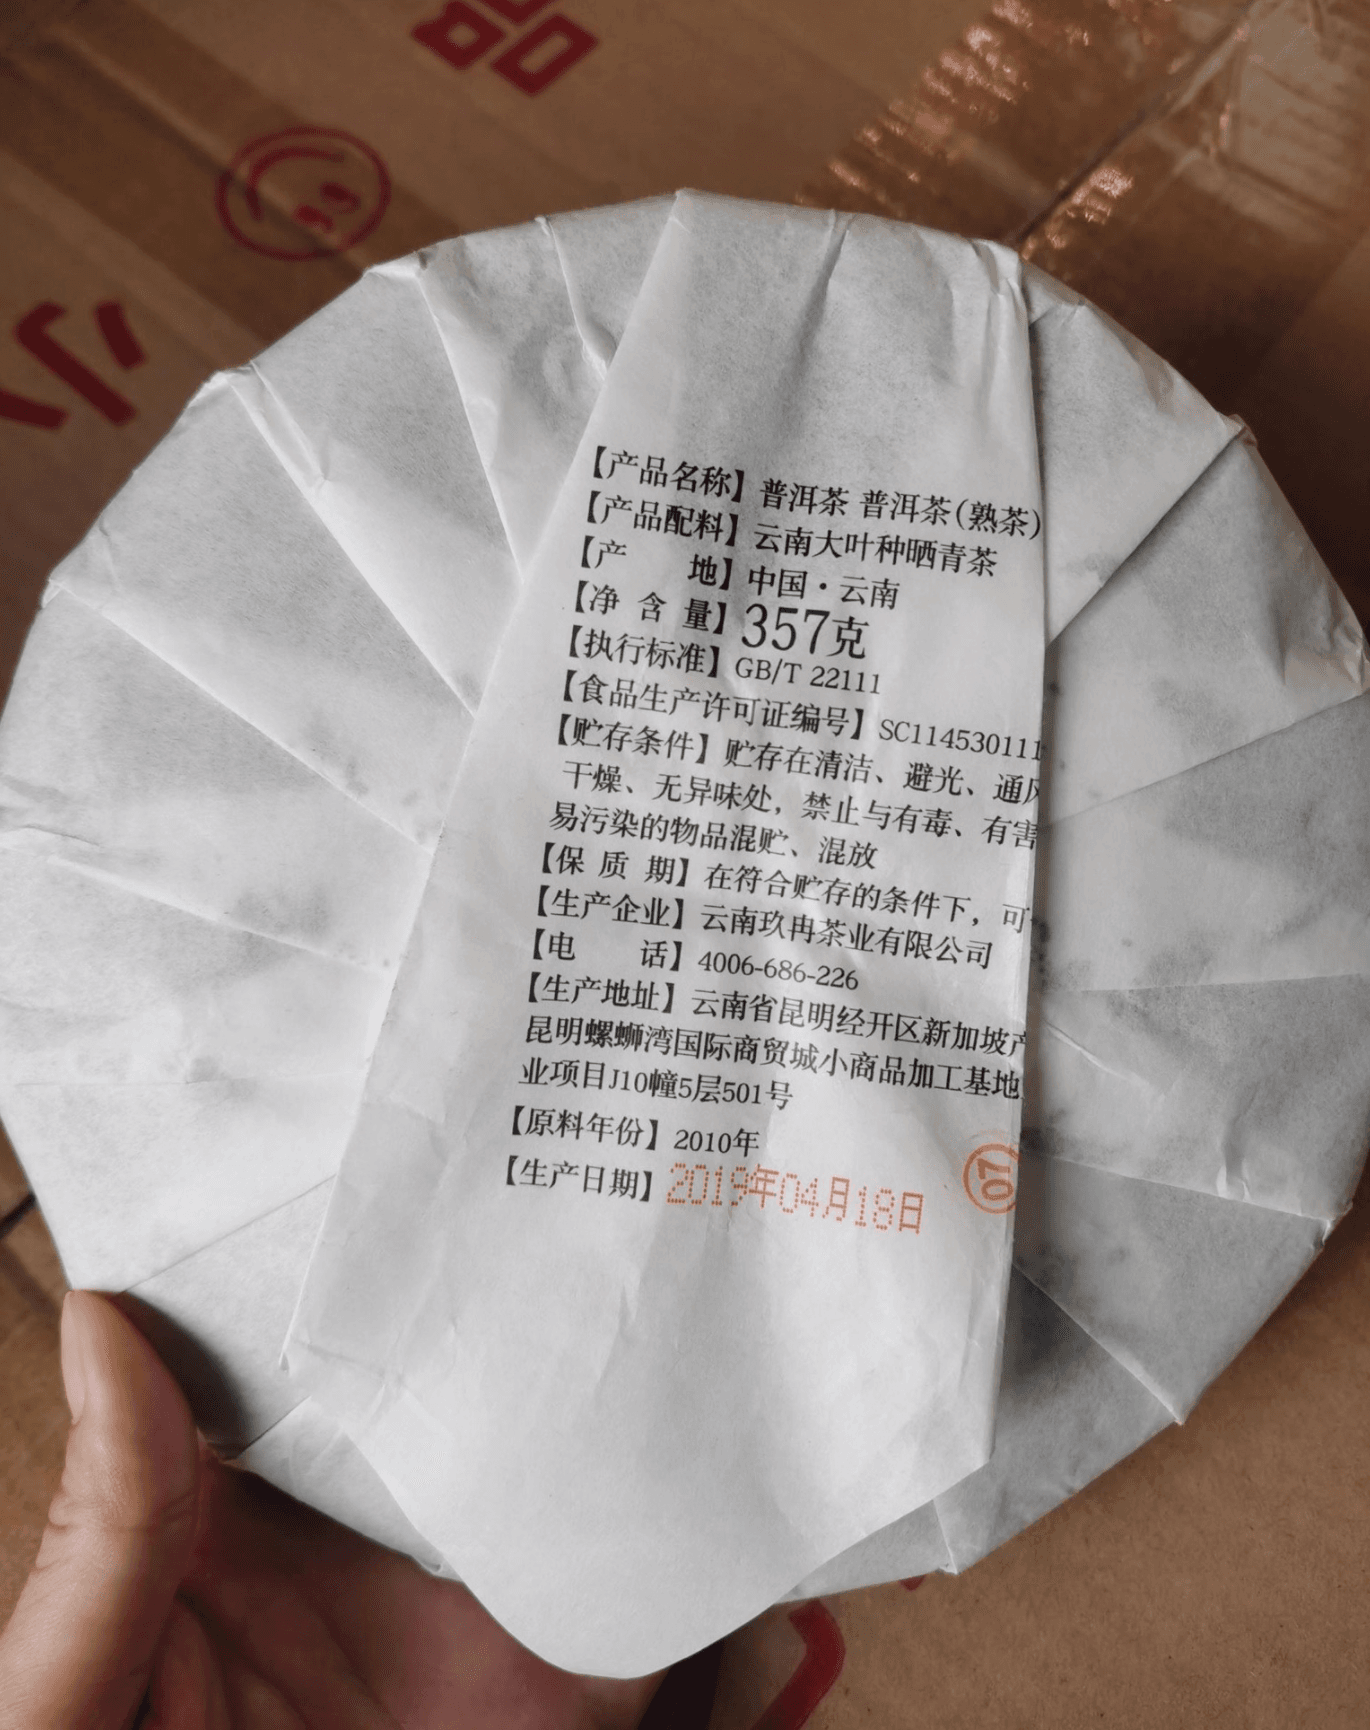 品
小
【产品名称】普洱茶 普洱茶(熟茶)
【产品配料】云南大叶种晒青茶
【产 地】中国·云南
【净 含 量】357克
【执行标准】GB/T 22111
【食品生产许可证编号】SC114530111
【贮存条件】贮存在清洁、避光、通风
干燥、无异味处，禁止与有毒、有害
易污染的物品混贮、混放
【保 质 期】在符合贮存的条件下，可
【生产企业】云南玖冉茶业有限公司
【电 话】4006-686-226
【生产地址】云南省昆明经开区新加坡产
昆明螺蛳湾国际商贸城小商品加工基地
业项目J10幢5层501号
【原料年份】2010年
【生产日期】2019年04月18日
07